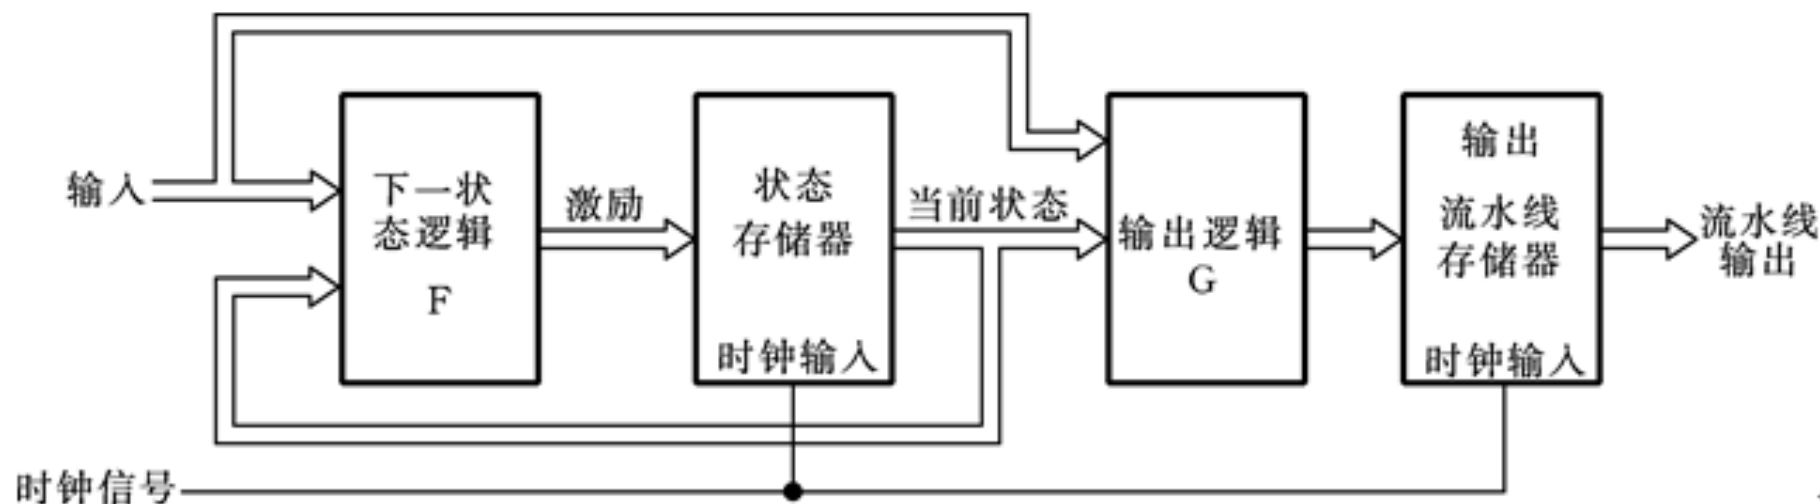 输入
下一状
态逻辑
F
激励
状态
存储器
时钟输入
当前状态
输出逻辑
G
输出
流水线
存储器
时钟输入
流水线
输出
时钟信号